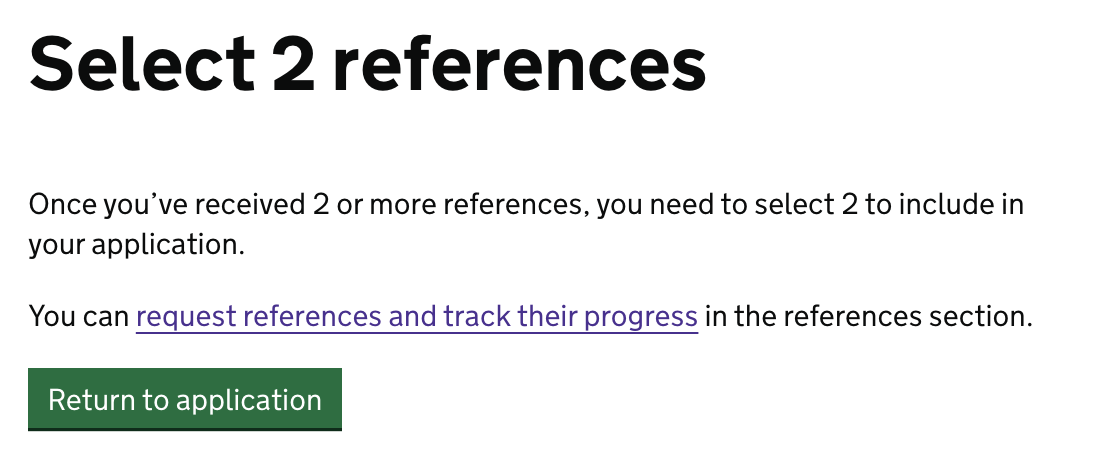 Select 2 references
Once you’ve received 2 or more references, you need to select 2 to include in
your application.
You can request references and track their progress in the references section.
Return to application